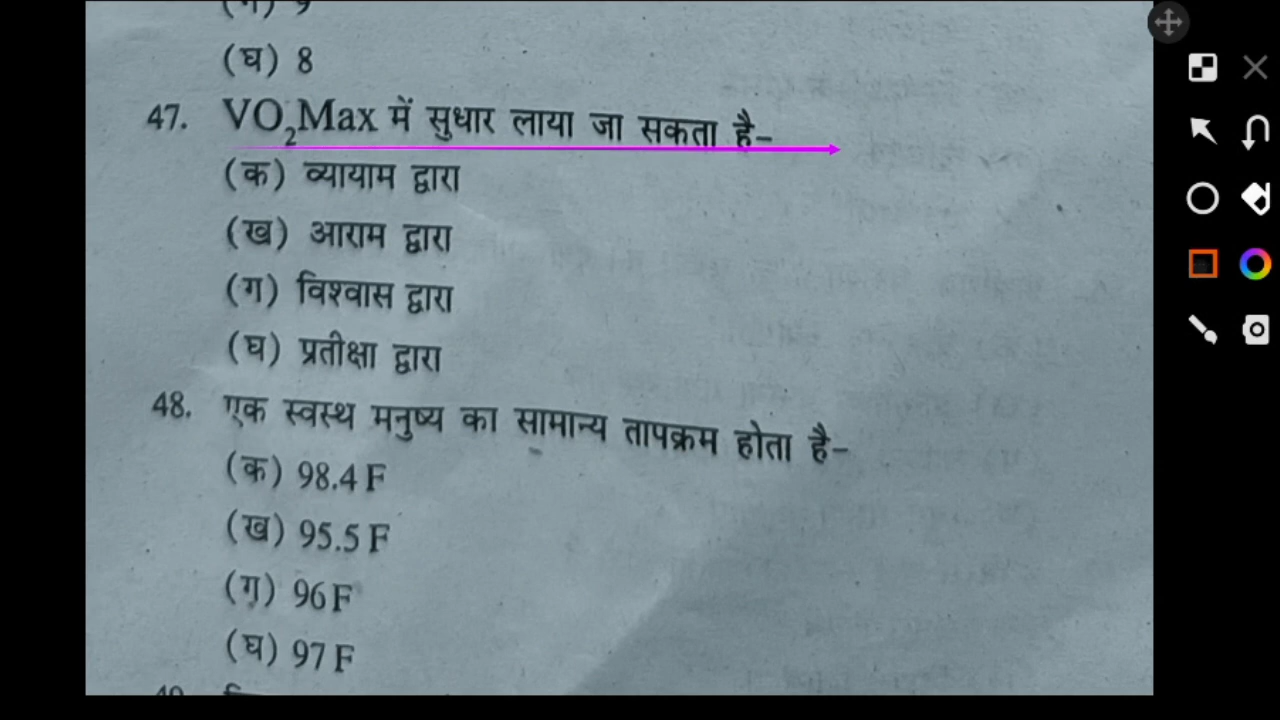 (घ) 8
47. VO₂Max में सुधार लाया जा सकता है-
(क) व्यायाम द्वारा
(ख) आराम द्वारा
(ग) विश्वास द्वारा
(घ) प्रतीक्षा द्वारा
48. एक स्वस्थ मनुष्य का सामान्य तापक्रम होता है-
(क) 98.4 F
(ख) 95.5 F
(ग) 96 F
(घ) 97 F